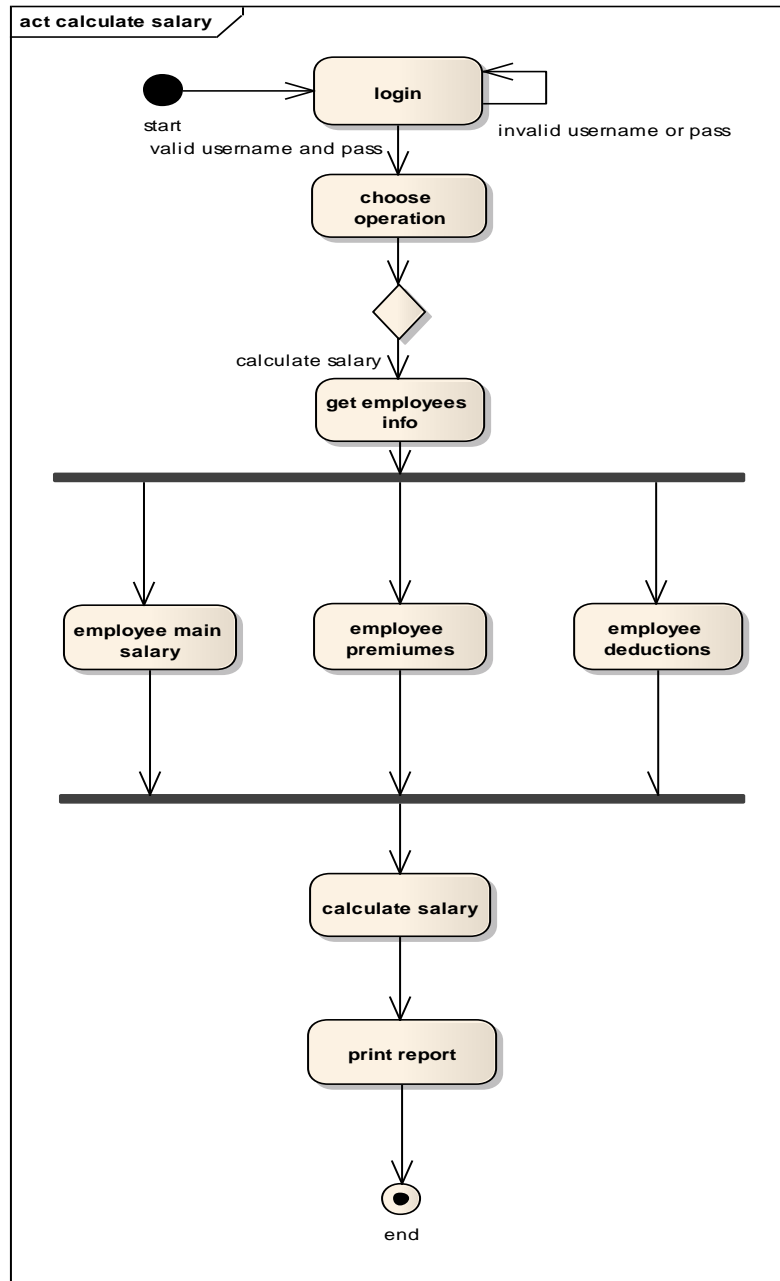 act calculate salary
login
start
invalid username or pass
valid username and pass
choose
operation
calculate salary
get employees
info
employee main
salary
employee
premiumes
employee
deductions
calculate salary
print report
end